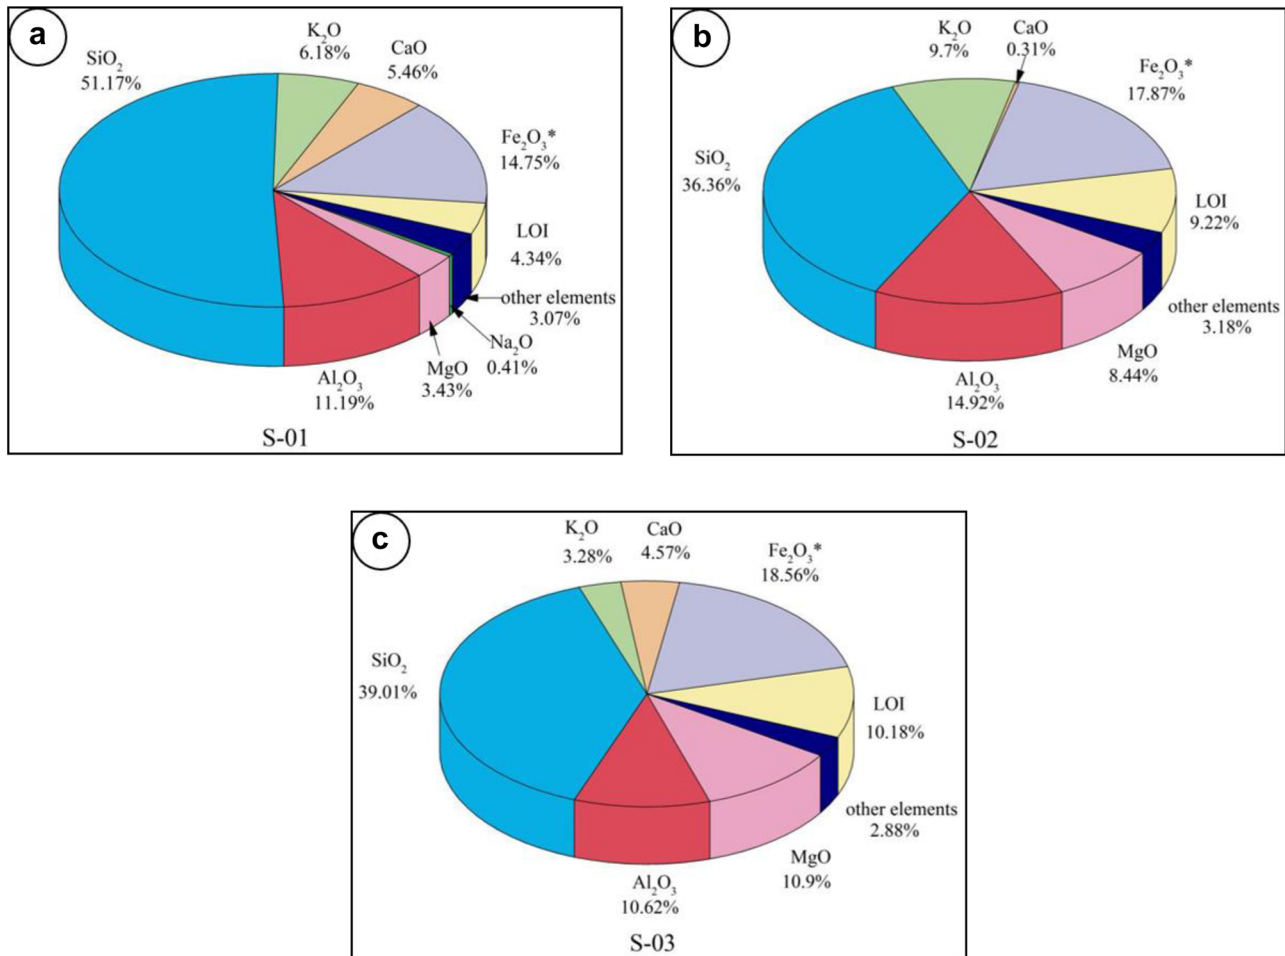 a
SiO₂
51.17%
K₂O
6.18%
CaO
5.46%
Fe₂O₃*
14.75%
LOI
4.34%
other elements
3.07%
Na₂O
0.41%
MgO
3.43%
Al₂O₃
11.19%
S-01
b
SiO₂
36.36%
K₂O
9.7%
CaO
0.31%
Fe₂O₃*
17.87%
LOI
9.22%
other elements
3.18%
MgO
8.44%
Al₂O₃
14.92%
S-02
c
SiO₂
39.01%
K₂O
3.28%
CaO
4.57%
Fe₂O₃*
18.56%
LOI
10.18%
other elements
2.88%
MgO
10.9%
Al₂O₃
10.62%
S-03